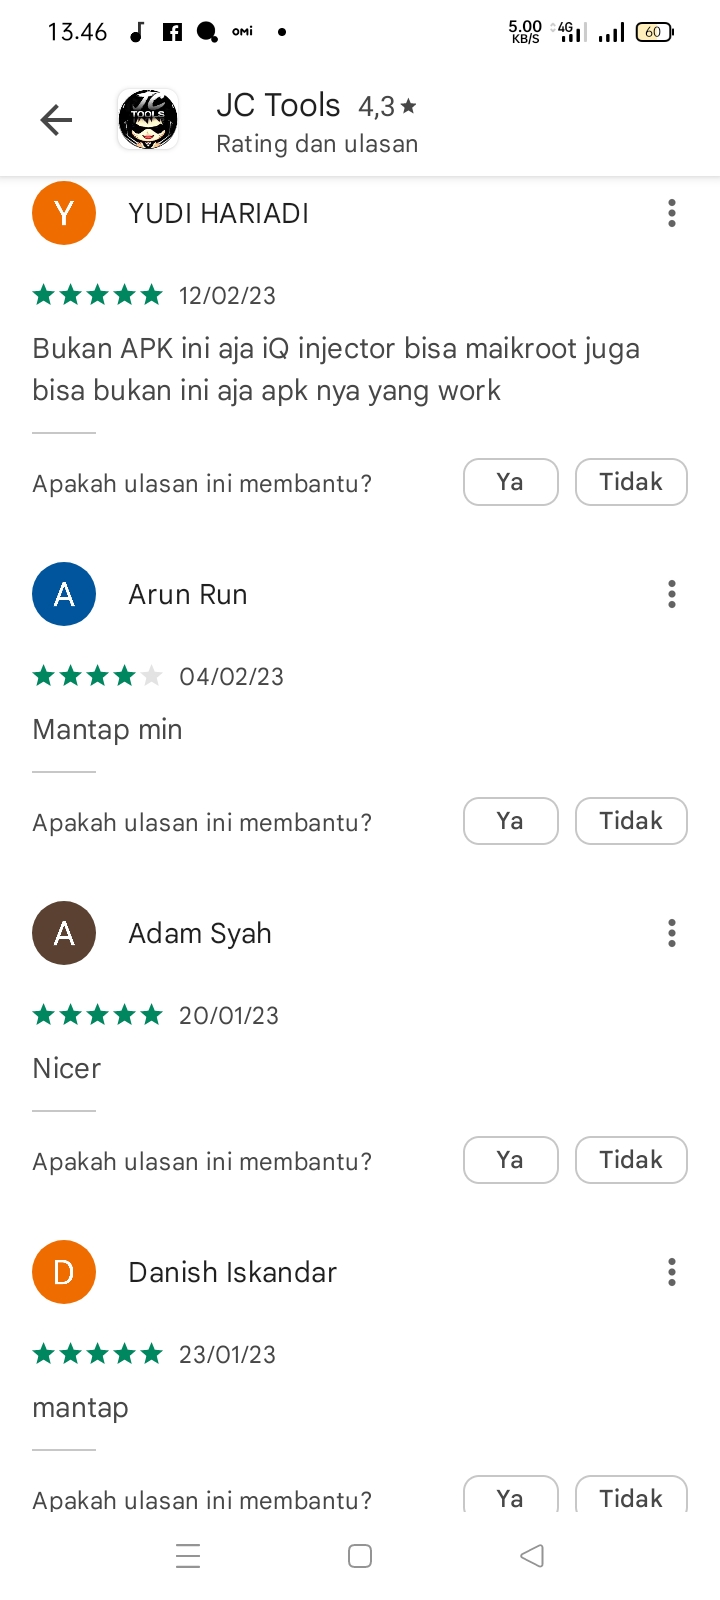 13.46 OMI 5.00 KB/S 4G 60
JC Tools 4,3★
JC TOOLS
Rating dan ulasan
Y YUDI HARIADI
12/02/23
Bukan APK ini aja iQ injector bisa maikroot juga
bisa bukan ini aja apk nya yang work
Apakah ulasan ini membantu? Ya Tidak
A Arun Run
04/02/23
Mantap min
Apakah ulasan ini membantu? Ya Tidak
A Adam Syah
20/01/23
Nicer
Apakah ulasan ini membantu? Ya Tidak
D Danish Iskandar
23/01/23
mantap
Apakah ulasan ini membantu? Ya Tidak